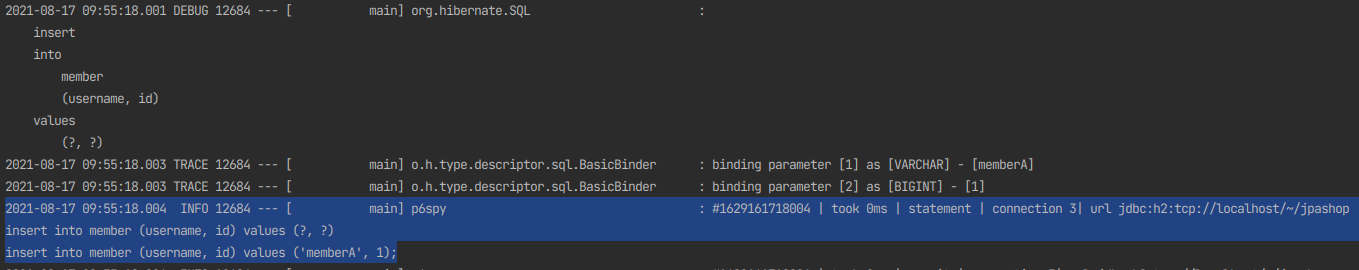 2021-08-17 09:55:18.001 DEBUG 12684 --- [           main] org.hibernate.SQL                        :
    insert
    into
        member
        (username, id)
    values
        (?, ?)
2021-08-17 09:55:18.003 TRACE 12684 --- [           main] o.h.type.descriptor.sql.BasicBinder      : binding parameter [1] as [VARCHAR] - [memberA]
2021-08-17 09:55:18.003 TRACE 12684 --- [           main] o.h.type.descriptor.sql.BasicBinder      : binding parameter [2] as [BIGINT] - [1]
2021-08-17 09:55:18.004  INFO 12684 --- [           main] p6spy                                    : #1629161718004 | took 0ms | statement | connection 3| url jdbc:h2:tcp://localhost/~/jpashop
insert into member (username, id) values (?, ?)
insert into member (username, id) values ('memberA', 1);